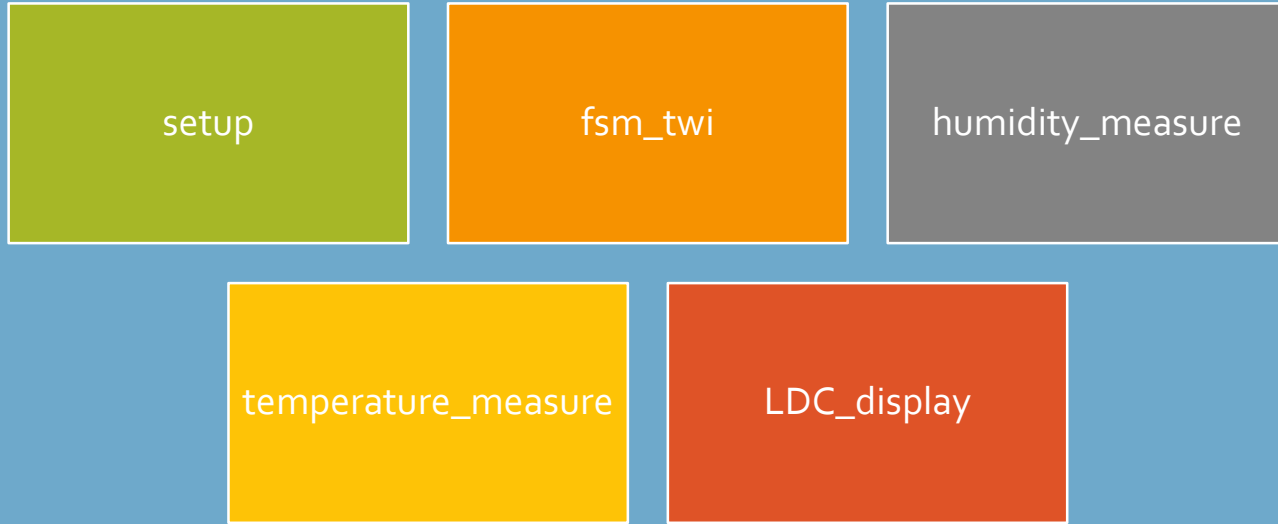 setup
fsm_twi
humidity_measure
temperature_measure
LDC_display